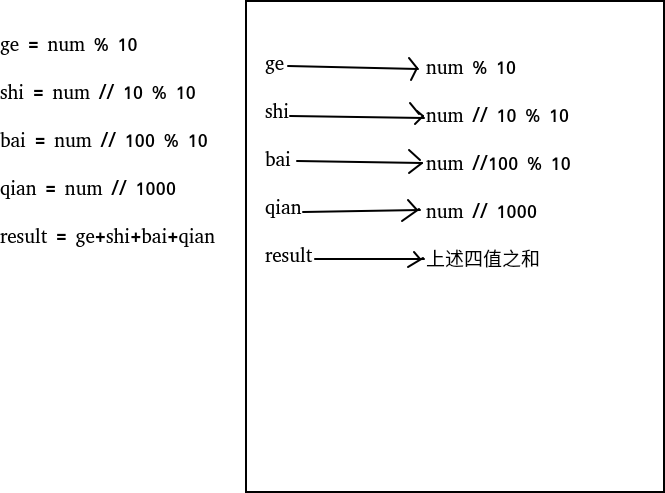 ge = num % 10
shi = num // 10 % 10
bai = num // 100 % 10
qian = num // 1000
result = ge+shi+bai+qian
ge num % 10
shi num // 10 % 10
bai num //100 % 10
qian num // 1000
result 上述四值之和